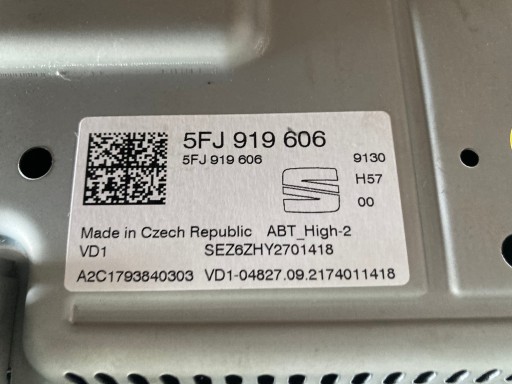 5FJ 919 606
5FJ 919 606
9130
H57
00
Made in Czech Republic ABT_High-2
VD1 SEZ6ZHY2701418
A2C1793840303 VD1-04827.09.2174011418